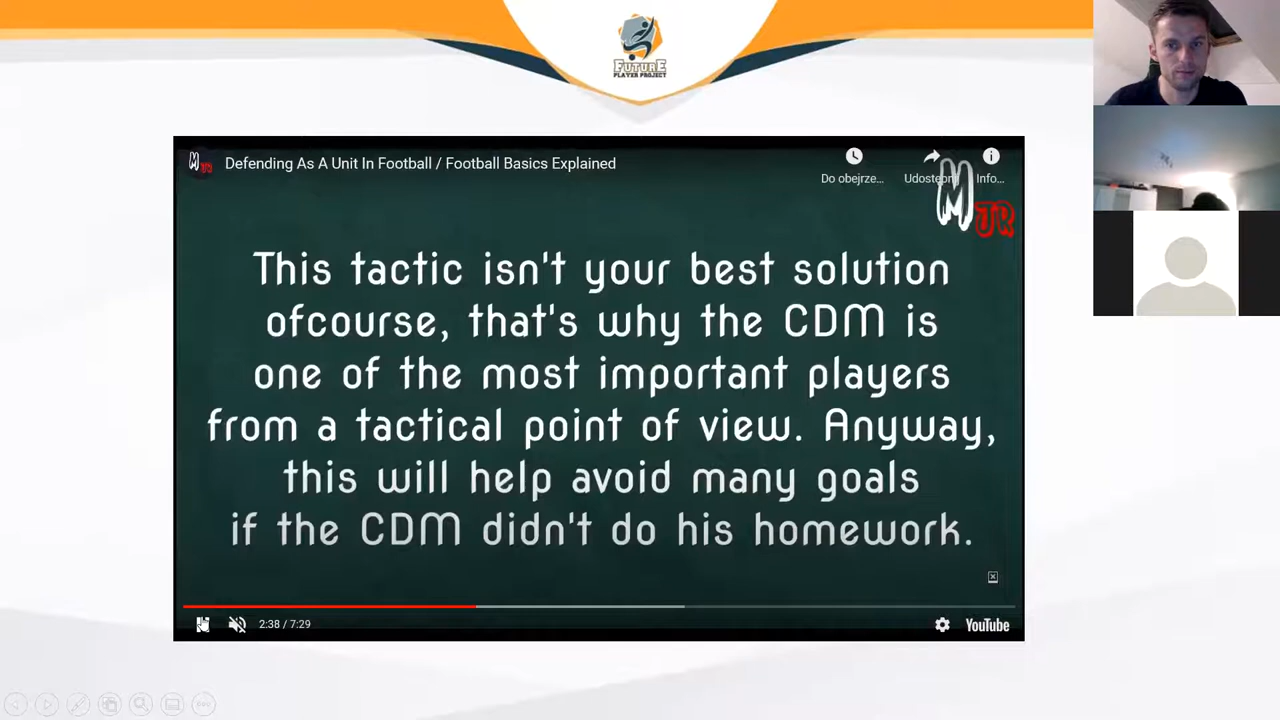 FUTURE
PLAYER PROJECT
Defending As A Unit In Football / Football Basics Explained
Do obejrze...
Udostępnij
Info...
M JR
This tactic isn't your best solution
ofcourse, that's why the CDM is
one of the most important players
from a tactical point of view. Anyway,
this will help avoid many goals
if the CDM didn't do his homework.
2:38 / 7:29
YouTube